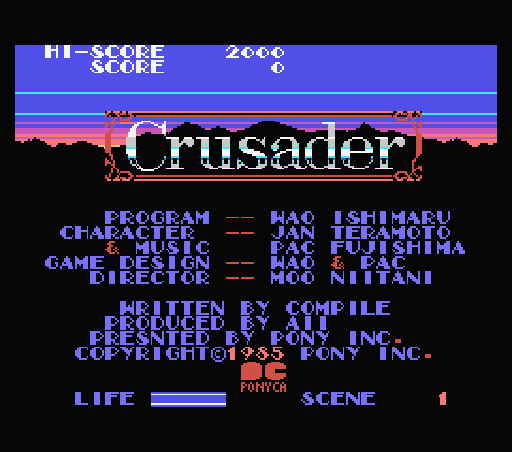 HI-SCORE 2000
SCORE 0
Crusader
PROGRAM -- WAO ISHIMARU
CHARACTER -- JAN TERAMOTO
& MUSIC PAC FUJISHIMA
GAME DESIGN -- WAO & PAC
DIRECTOR -- MOO NIITANI
WRITTEN BY COMPILE
PRODUCED BY AII
PRESNTED BY PONY INC.
COPYRIGHT©1985 PONY INC.
PONYCA
LIFE SCENE 1